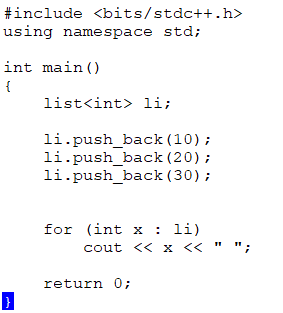 #include <bits/stdc++.h>
using namespace std;
int main()
{
    list<int> li;
    li.push_back(10);
    li.push_back(20);
    li.push_back(30);
    for (int x : li)
        cout << x << " ";
    return 0;
}